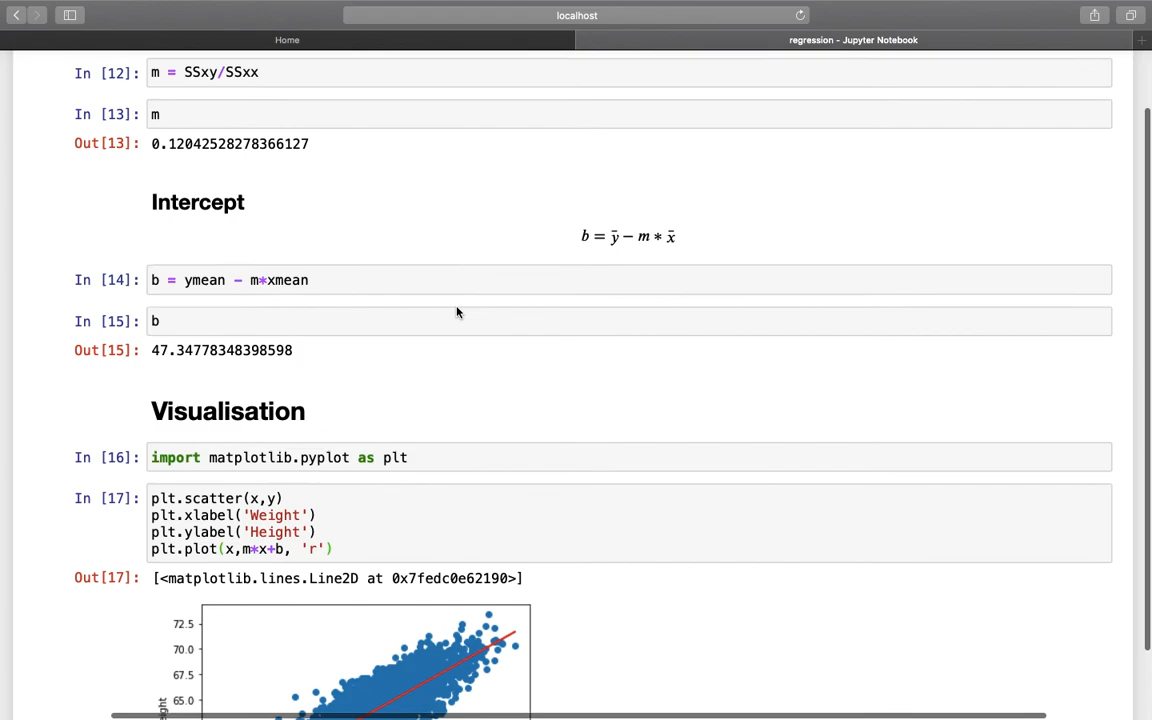 localhost
Home
regression - Jupyter Notebook
In [12]: m = SSxy/SSxx
In [13]: m
Out[13]: 0.12042528278366127
Intercept
b = ȳ − m ∗ x̄
In [14]: b = ymean - m*xmean
In [15]: b
Out[15]: 47.34778348398598
Visualisation
In [16]: import matplotlib.pyplot as plt
In [17]: plt.scatter(x,y)
plt.xlabel('Weight')
plt.ylabel('Height')
plt.plot(x,m*x+b, 'r')
Out[17]: [<matplotlib.lines.Line2D at 0x7fedc0e62190>]
72.5
70.0
67.5
65.0